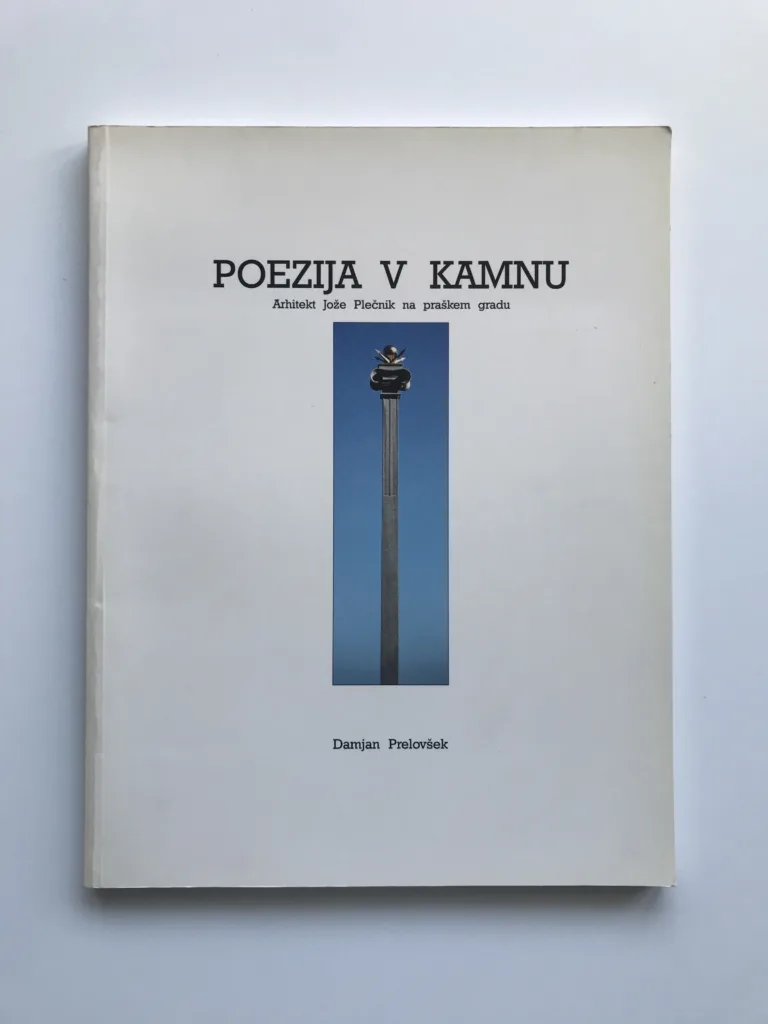 POEZIJA V KAMNU
Arhitekt Jože Plečnik na praškem gradu
Damjan Prelovšek